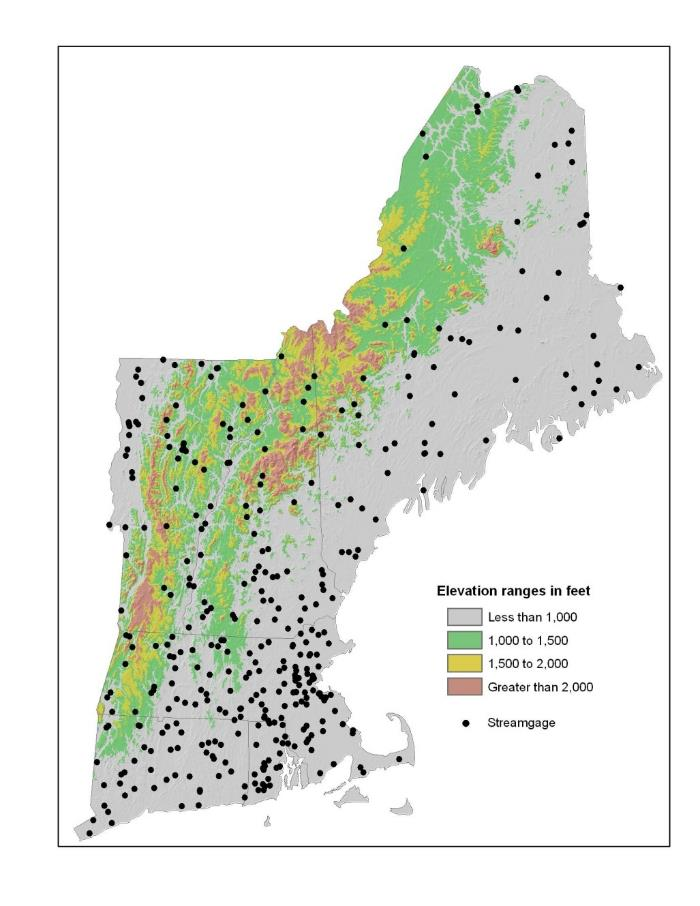 Elevation ranges in feet
Less than 1,000
1,000 to 1,500
1,500 to 2,000
Greater than 2,000
Streamgage